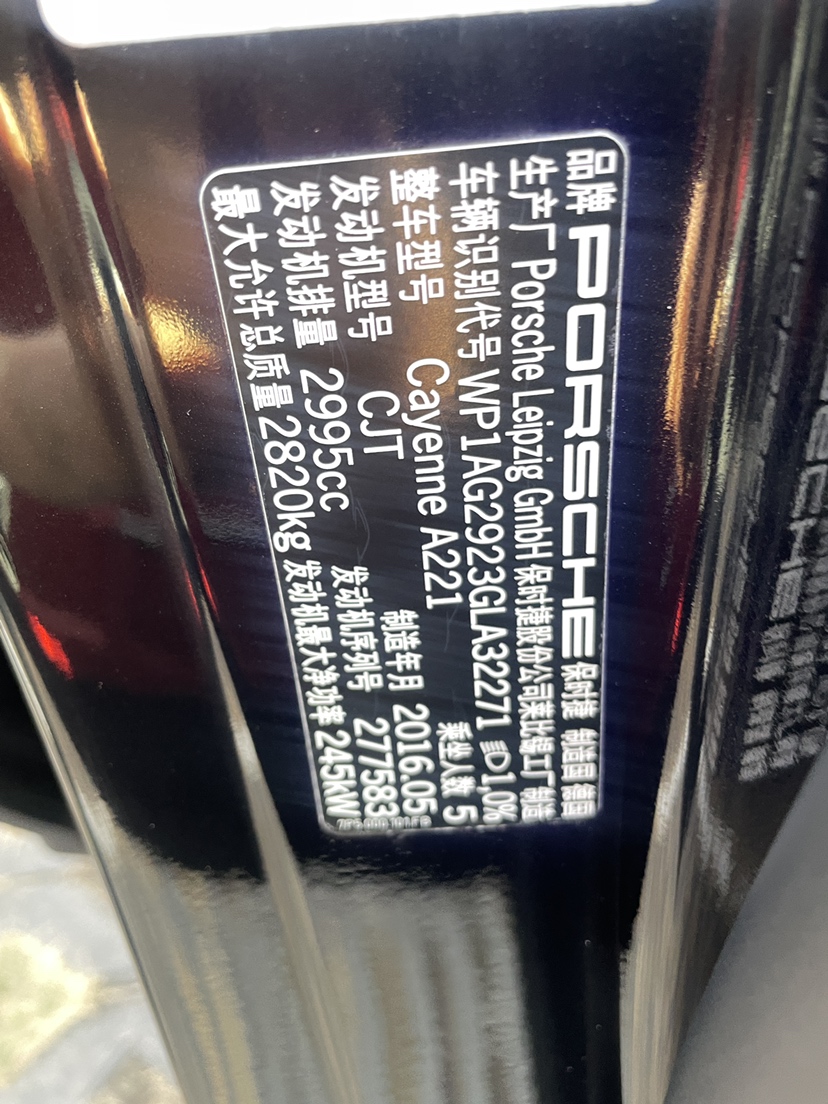 品牌 PORSCHE 保时捷 制造国 德国
生产厂 Porsche Leipzig GmbH 保时捷股份公司莱比锡工厂 制造
车辆识别代号 WP1AG2923GLA32271 1,0%
整车型号 Cayenne A221 乘坐人数 5
发动机型号 CJT 制造年月 2016.05
发动机排量 2995cc 发动机序列号 277583
最大允许总质量 2820kg 发动机最大净功率 245kW